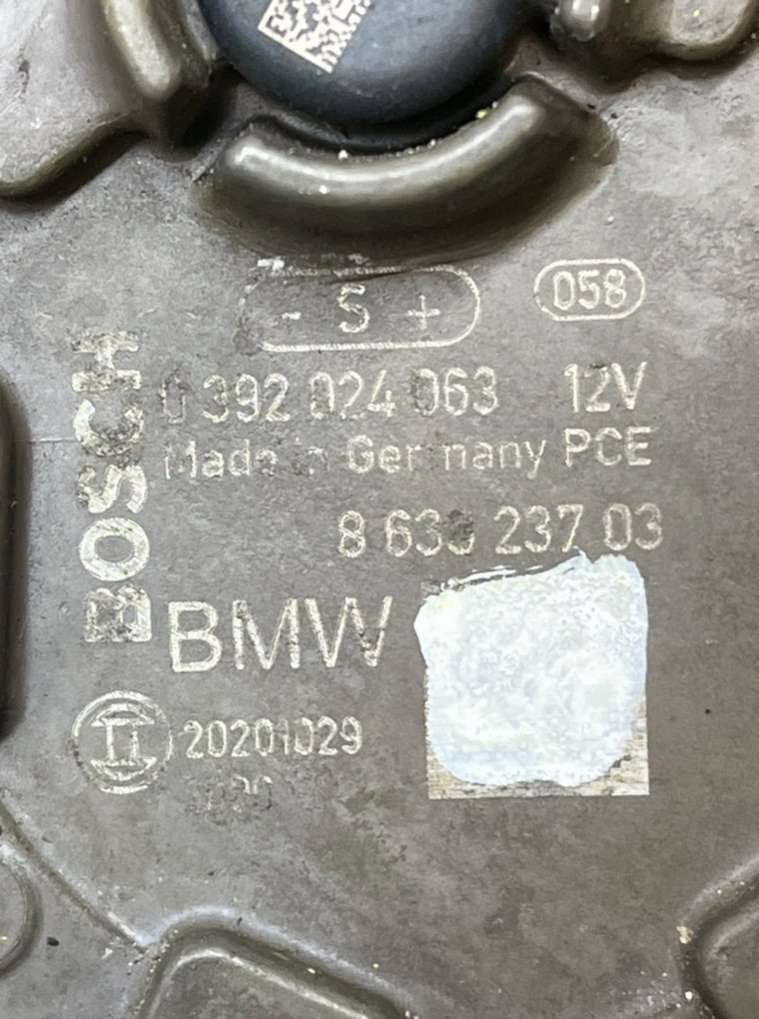 - S +
058
BOSCH
0 392 024 063 12V
Made in Germany PCE
8 638 237 03
BMW
20201029